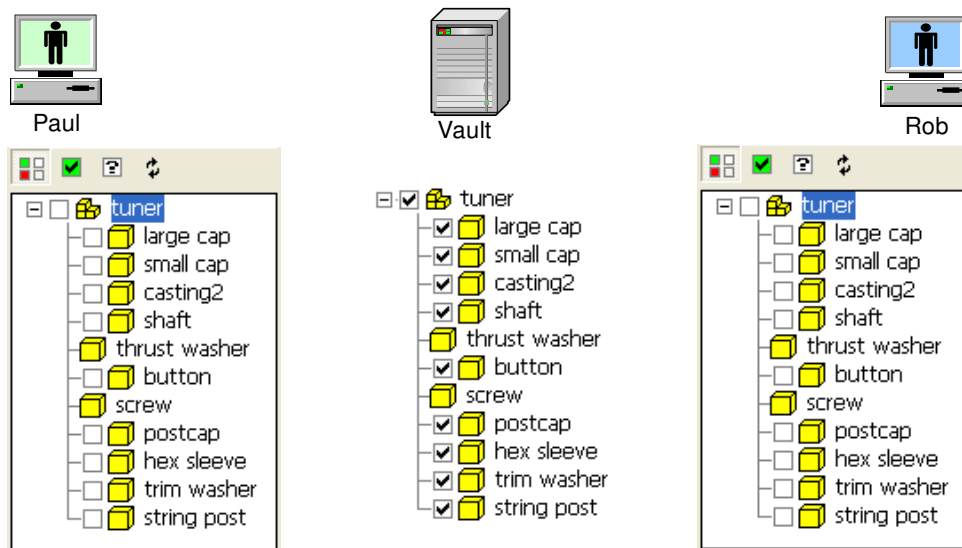 Paul
Vault
Rob
tuner
large cap
small cap
casting2
shaft
thrust washer
button
screw
postcap
hex sleeve
trim washer
string post
tuner
large cap
small cap
casting2
shaft
thrust washer
button
screw
postcap
hex sleeve
trim washer
string post
tuner
large cap
small cap
casting2
shaft
thrust washer
button
screw
postcap
hex sleeve
trim washer
string post